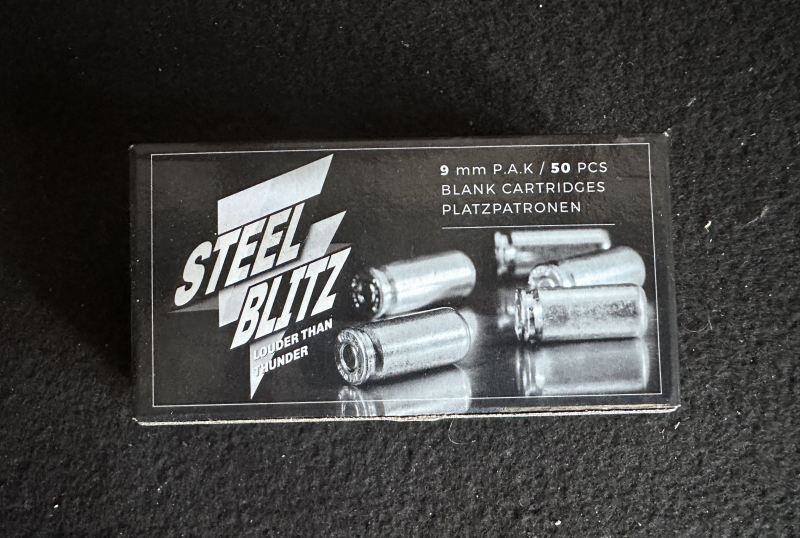 9 mm P.A.K / 50 PCS
BLANK CARTRIDGES
PLATZPATRONEN
STEEL
BLITZ
LOUDER THAN
THUNDER